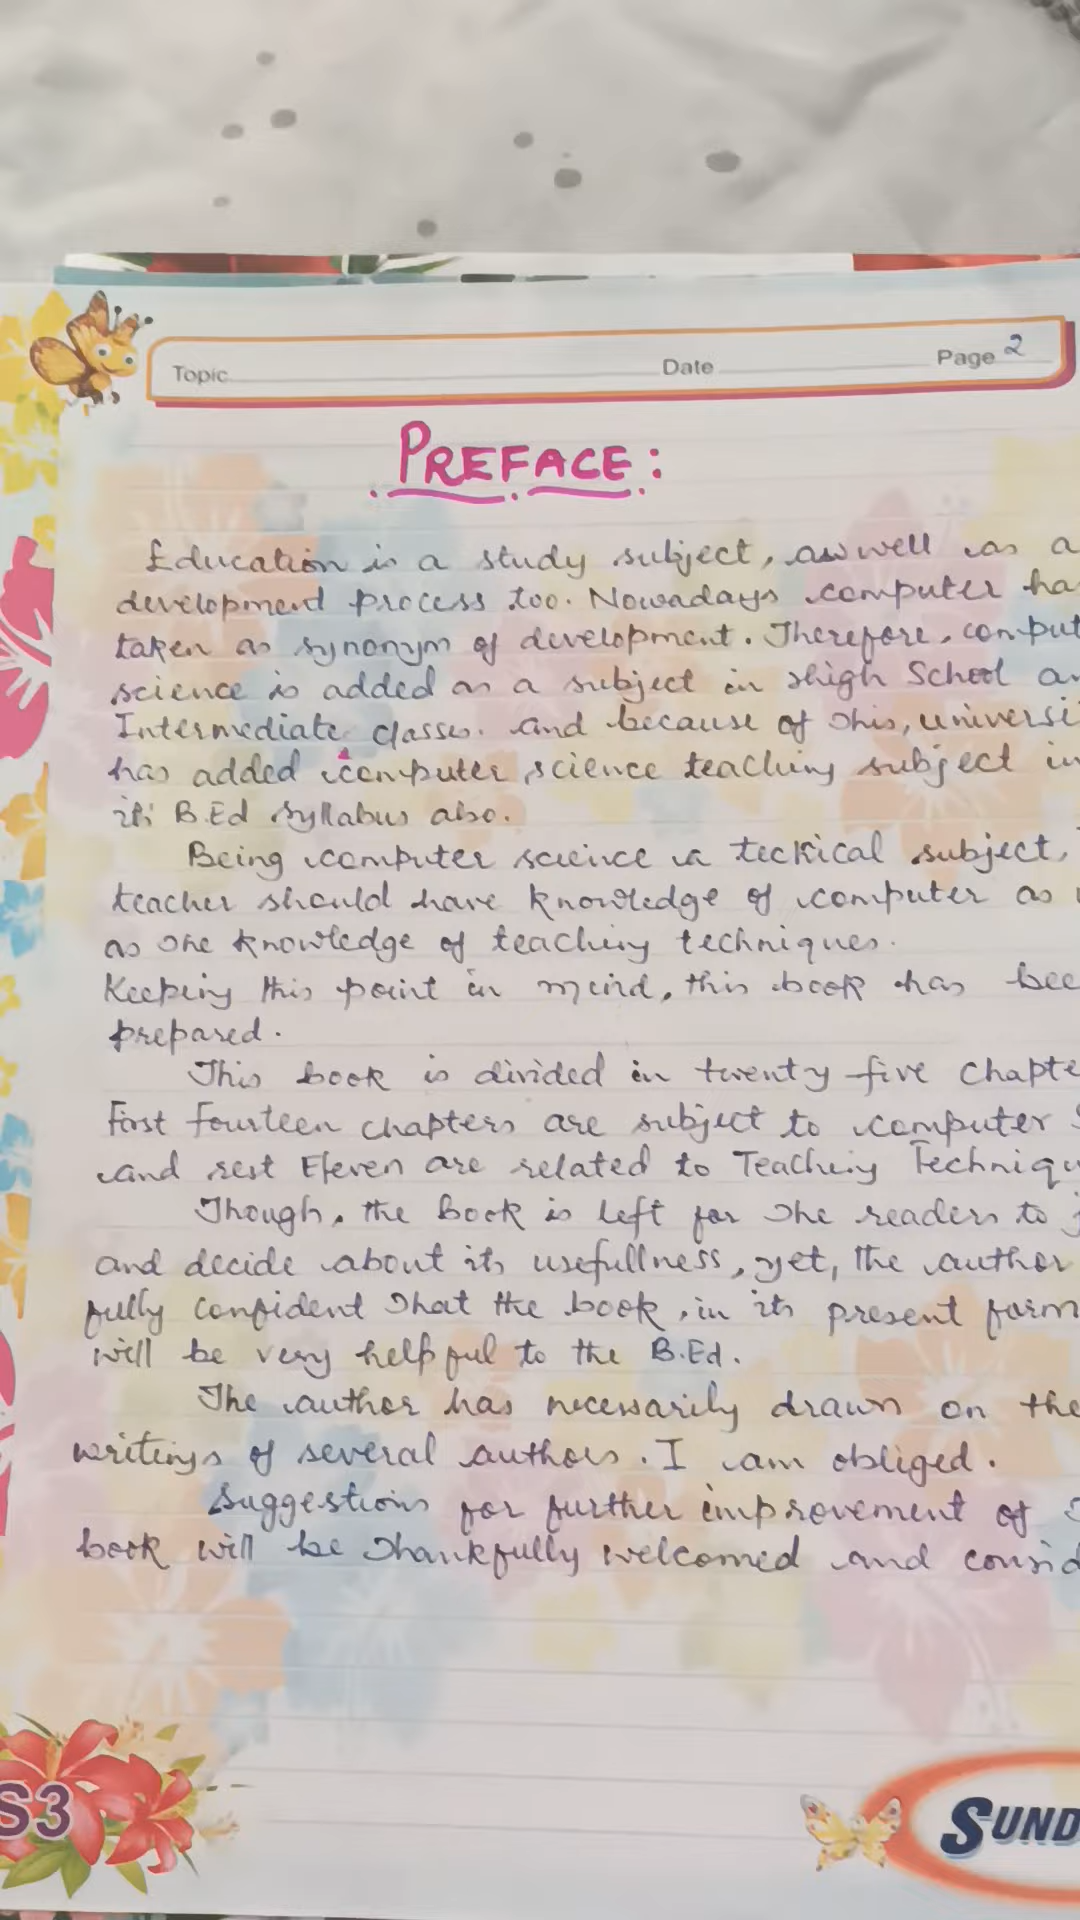 Topic Date Page 2
PREFACE:
Education is a study subject, as well as a
development process too. Nowadays computer has
taken as synonym of development. Therefore, comput
science is added as a subject in High School an
Intermediate classes. and because of this, universi
has added computer science teaching subject in
its B.Ed syllabus also.
Being computer science a teckical subject,
teacher should have knowledge of computer as
as the knowledge of teaching techniques.
Keeping this point in mind, this book has bee
prepared.
This book is divided in twenty five Chapte
First Fourteen chapters are subject to computer S
and rest Eleven are related to Teaching Techniqu
Though, the book is left for the readers to j
and decide about its usefullness, yet, the author
fully confident that the book, in its present form
will be very helpful to the B.Ed.
The author has necessarily drawn on the
writings of several authors. I am obliged.
Suggestions for further improvement of
book will be thankfully welcomed and consid
S3
SUND